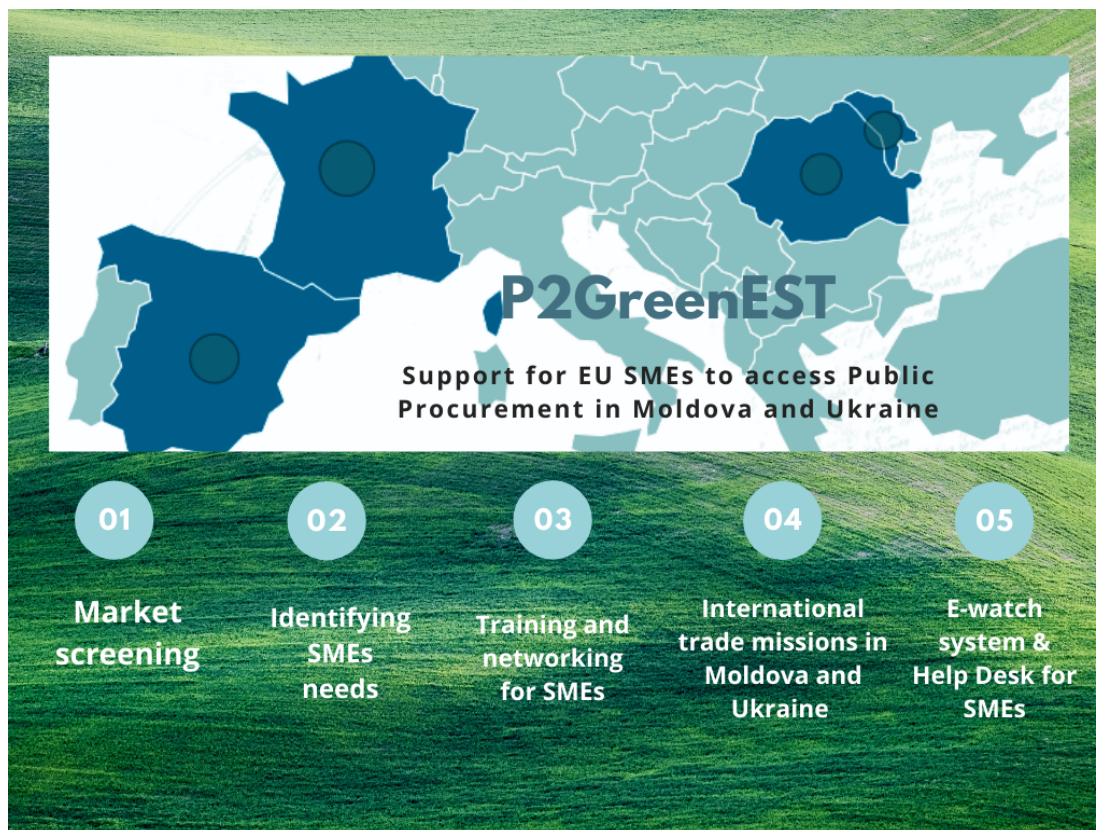 P2GreenEST
Support for EU SMEs to access Public
Procurement in Moldova and Ukraine
01
Market
screening
02
Identifying
SMEs
needs
03
Training and
networking
for SMEs
04
International
trade missions in
Moldova and
Ukraine
05
E-watch
system &
Help Desk for
SMEs